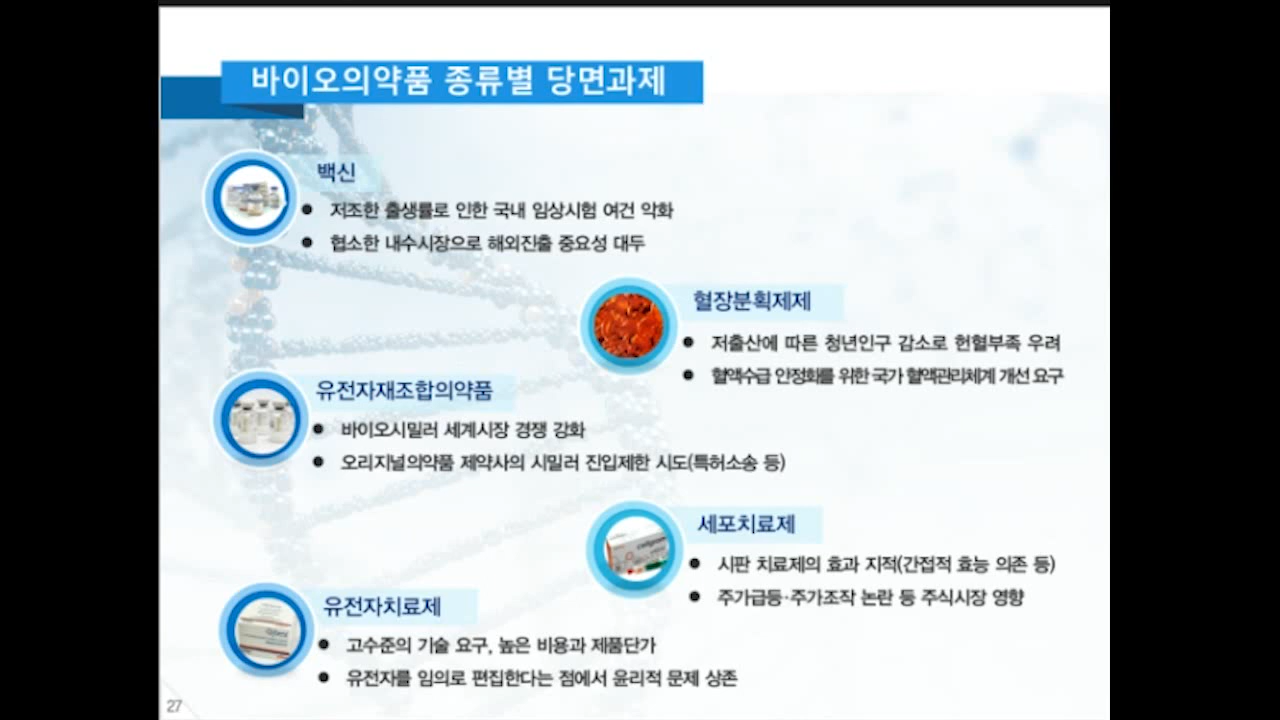 바이오의약품 종류별 당면과제
백신
● 저조한 출생률로 인한 국내 임상시험 여건 악화
● 협소한 내수시장으로 해외진출 중요성 대두
혈장분획제제
● 저출산에 따른 청년인구 감소로 헌혈부족 우려
● 혈액수급 안정화를 위한 국가 혈액관리체계 개선 요구
유전자재조합의약품
● 바이오시밀러 세계시장 경쟁 강화
● 오리지널의약품 제약사의 시밀러 진입제한 시도(특허소송 등)
세포치료제
● 시판 치료제의 효과 지적(간접적 효능 의존 등)
● 주가급등·주가조작 논란 등 주식시장 영향
유전자치료제
● 고수준의 기술 요구, 높은 비용과 제품단가
● 유전자를 임의로 편집한다는 점에서 윤리적 문제 상존
27